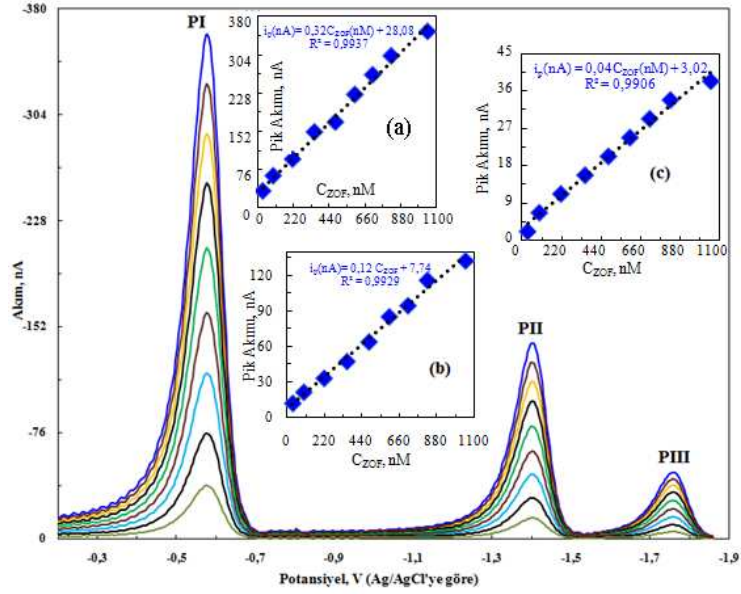 -380
-304
-228
-152
-76
0
Akım, nA
PI
PII
PIII
-0,3
-0,5
-0,7
-0,9
-1,1
-1,3
-1,5
-1,7
-1,9
Potansiyel, V (Ag/AgCl'ye göre)
380
304
228
152
76
0
Pik Akımı, nA
i_p(nA) = 0,32C_ZOF(nM) + 28,08
R² = 0,9937
(a)
0
220
440
660
880
1100
C_ZOF, nM
120
90
60
30
0
Pik Akımı, nA
i_p(nA) = 0,12 C_ZOF + 7,74
R² = 0,9929
(b)
0
220
440
660
880
1100
C_ZOF, nM
45
36
27
18
9
0
Pik Akımı, nA
i_p(nA) = 0,04C_ZOF(nM) + 3,02
R² = 0,9906
(c)
0
220
440
660
880
1100
C_ZOF, nM